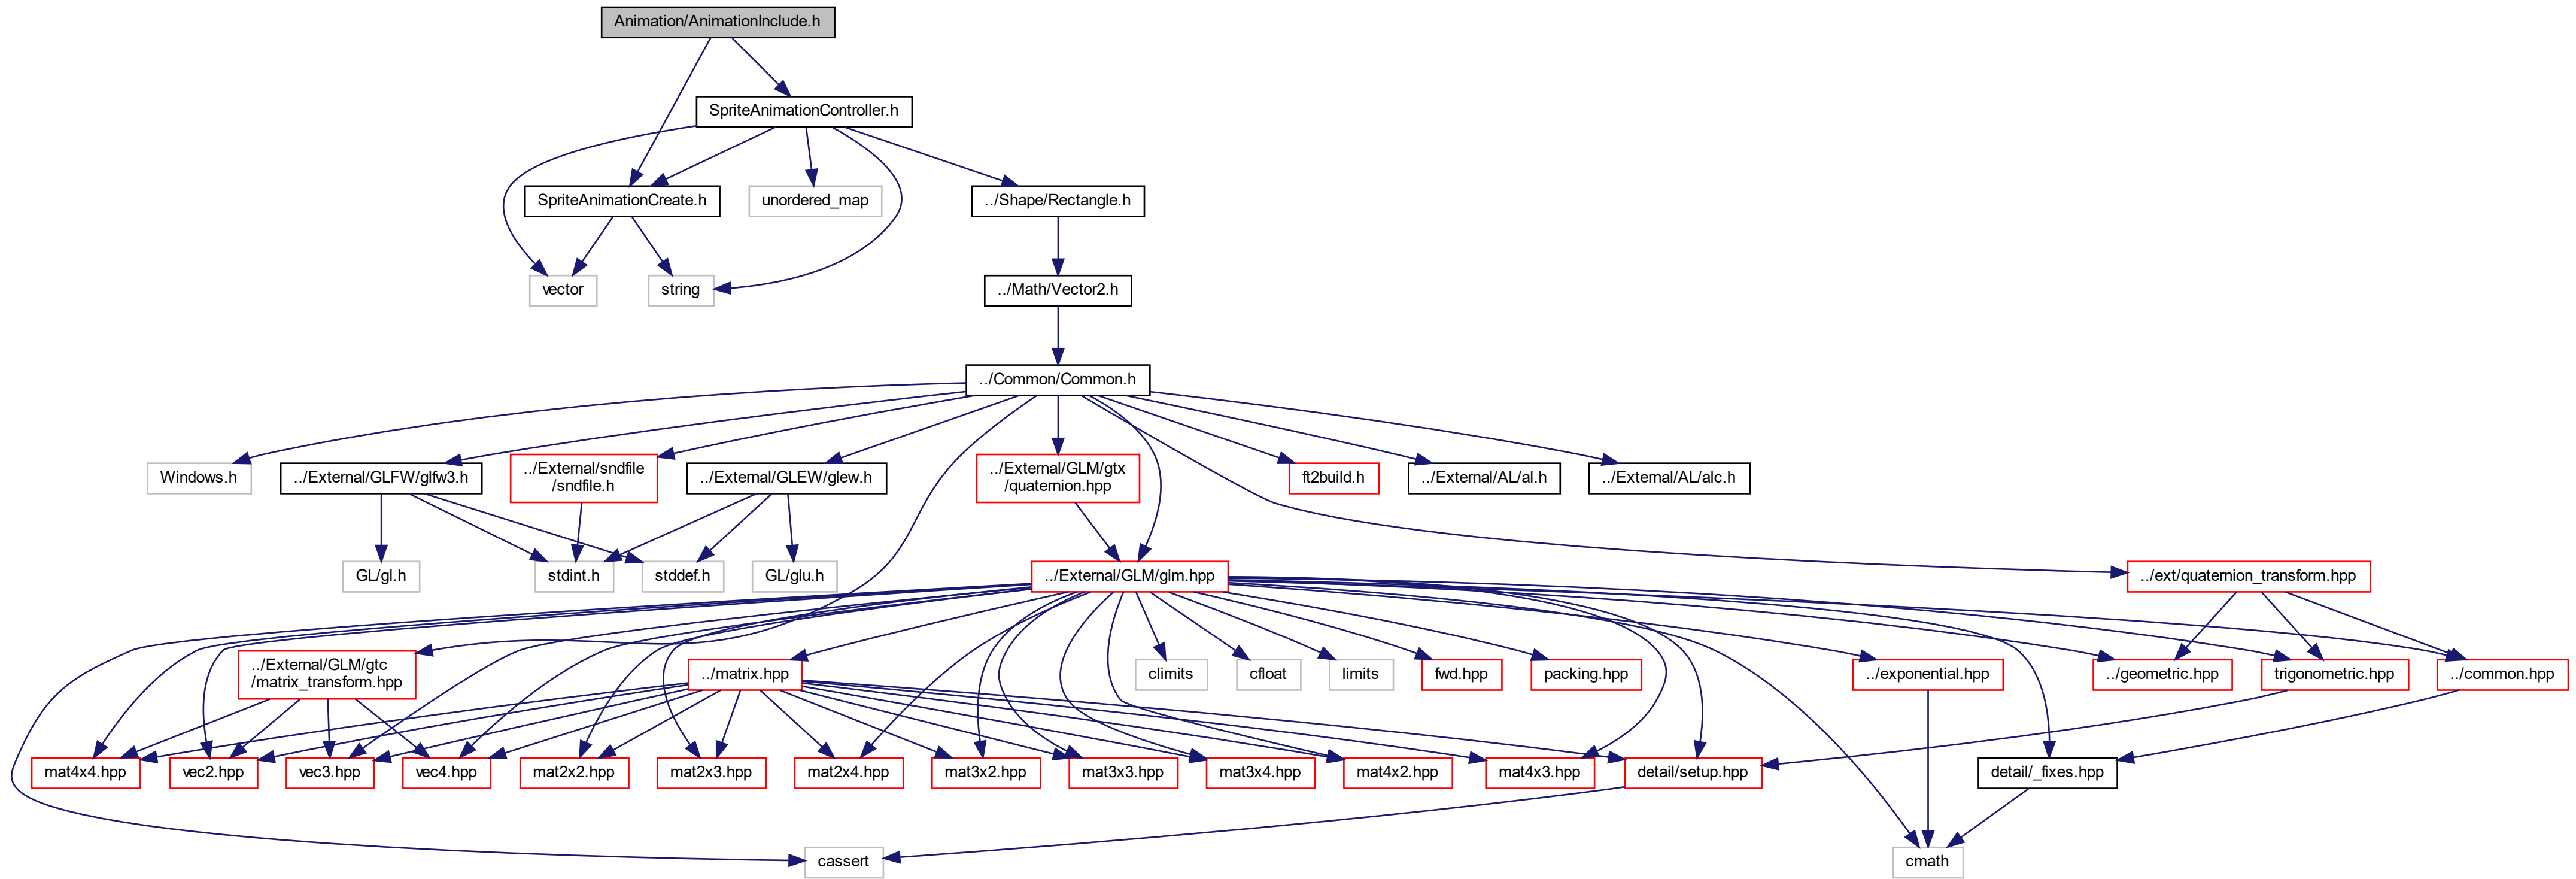 Animation/AnimationInclude.h
SpriteAnimationController.h
SpriteAnimationCreate.h
unordered_map
../Shape/Rectangle.h
vector
string
../Math/Vector2.h
../Common/Common.h
Windows.h
../External/GLFW/glfw3.h
../External/sndfile
/sndfile.h
../External/GLEW/glew.h
../External/GLM/gtx
/quaternion.hpp
ft2build.h
../External/AL/al.h
../External/AL/alc.h
GL/gl.h
stdint.h
stddef.h
GL/glu.h
../External/GLM/glm.hpp
../ext/quaternion_transform.hpp
../External/GLM/gtc
/matrix_transform.hpp
../matrix.hpp
climits
cfloat
limits
fwd.hpp
packing.hpp
../exponential.hpp
../geometric.hpp
trigonometric.hpp
../common.hpp
mat4x4.hpp
vec2.hpp
vec3.hpp
vec4.hpp
mat2x2.hpp
mat2x3.hpp
mat2x4.hpp
mat3x2.hpp
mat3x3.hpp
mat3x4.hpp
mat4x2.hpp
mat4x3.hpp
detail/setup.hpp
detail/_fixes.hpp
cassert
cmath